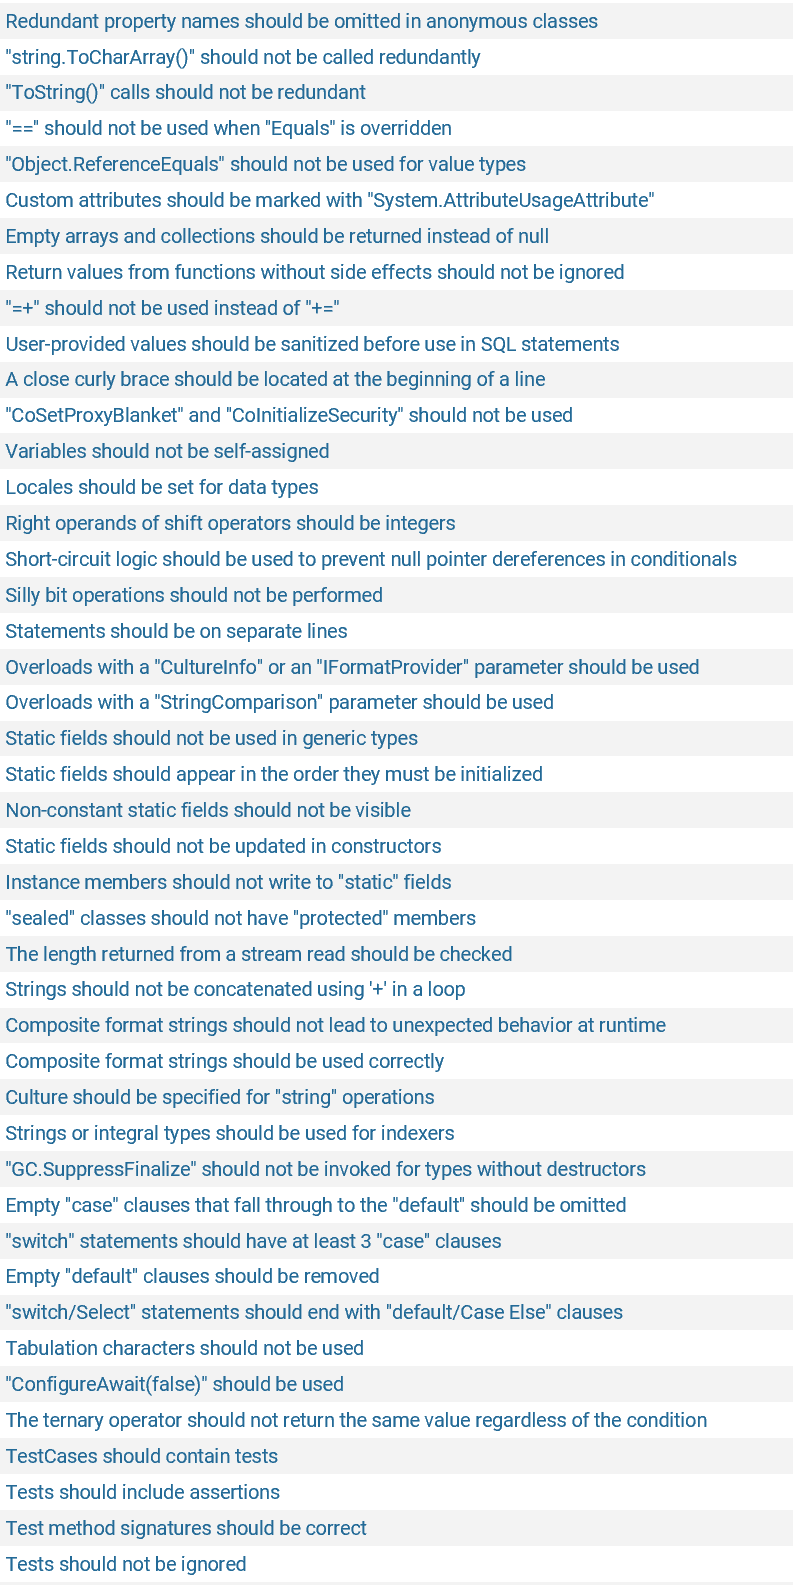 Redundant property names should be omitted in anonymous classes
"string.ToCharArray()" should not be called redundantly
"ToString()" calls should not be redundant
"==" should not be used when "Equals" is overridden
"Object.ReferenceEquals" should not be used for value types
Custom attributes should be marked with "System.AttributeUsageAttribute"
Empty arrays and collections should be returned instead of null
Return values from functions without side effects should not be ignored
"=+" should not be used instead of "+="
User-provided values should be sanitized before use in SQL statements
A close curly brace should be located at the beginning of a line
"CoSetProxyBlanket" and "CoInitializeSecurity" should not be used
Variables should not be self-assigned
Locales should be set for data types
Right operands of shift operators should be integers
Short-circuit logic should be used to prevent null pointer dereferences in conditionals
Silly bit operations should not be performed
Statements should be on separate lines
Overloads with a "CultureInfo" or an "IFormatProvider" parameter should be used
Overloads with a "StringComparison" parameter should be used
Static fields should not be used in generic types
Static fields should appear in the order they must be initialized
Non-constant static fields should not be visible
Static fields should not be updated in constructors
Instance members should not write to "static" fields
"sealed" classes should not have "protected" members
The length returned from a stream read should be checked
Strings should not be concatenated using '+' in a loop
Composite format strings should not lead to unexpected behavior at runtime
Composite format strings should be used correctly
Culture should be specified for "string" operations
Strings or integral types should be used for indexers
"GC.SuppressFinalize" should not be invoked for types without destructors
Empty "case" clauses that fall through to the "default" should be omitted
"switch" statements should have at least 3 "case" clauses
Empty "default" clauses should be removed
"switch/Select" statements should end with "default/Case Else" clauses
Tabulation characters should not be used
"ConfigureAwait(false)" should be used
The ternary operator should not return the same value regardless of the condition
TestCases should contain tests
Tests should include assertions
Test method signatures should be correct
Tests should not be ignored